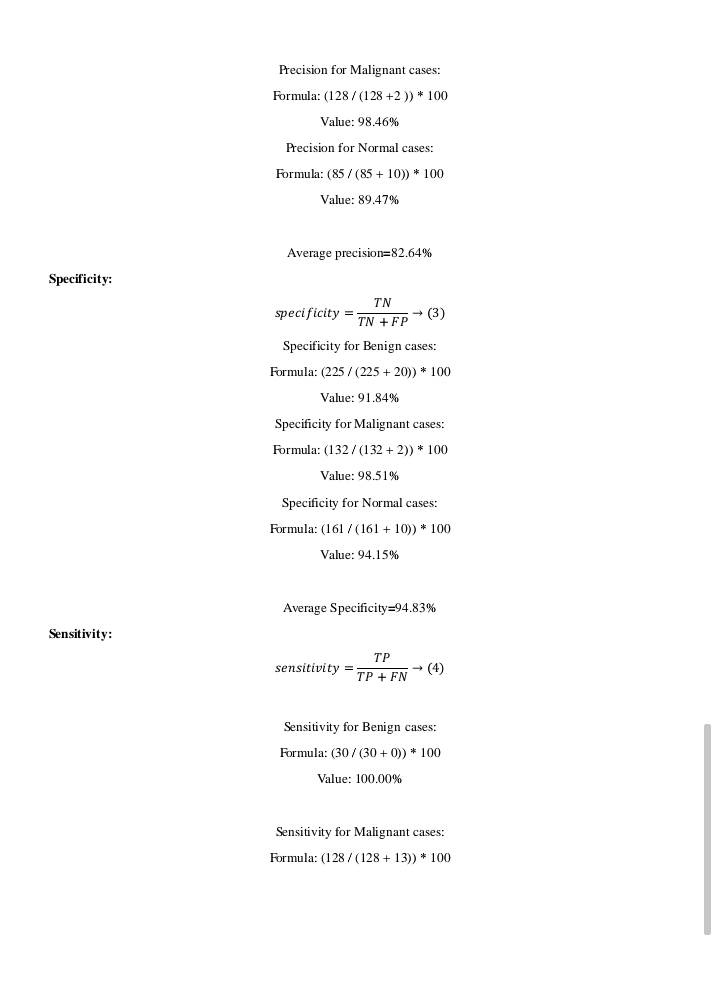 Precision for Malignant cases:
Formula: (128 / (128 +2 )) * 100
Value: 98.46%
Precision for Normal cases:
Formula: (85 / (85 + 10)) * 100
Value: 89.47%
Average precision=82.64%
Specificity:
specificity = TN / TN + FP → (3)
Specificity for Benign cases:
Formula: (225 / (225 + 20)) * 100
Value: 91.84%
Specificity for Malignant cases:
Formula: (132 / (132 + 2)) * 100
Value: 98.51%
Specificity for Normal cases:
Formula: (161 / (161 + 10)) * 100
Value: 94.15%
Average Specificity=94.83%
Sensitivity:
sensitivity = TP / TP + FN → (4)
Sensitivity for Benign cases:
Formula: (30 / (30 + 0)) * 100
Value: 100.00%
Sensitivity for Malignant cases:
Formula: (128 / (128 + 13)) * 100